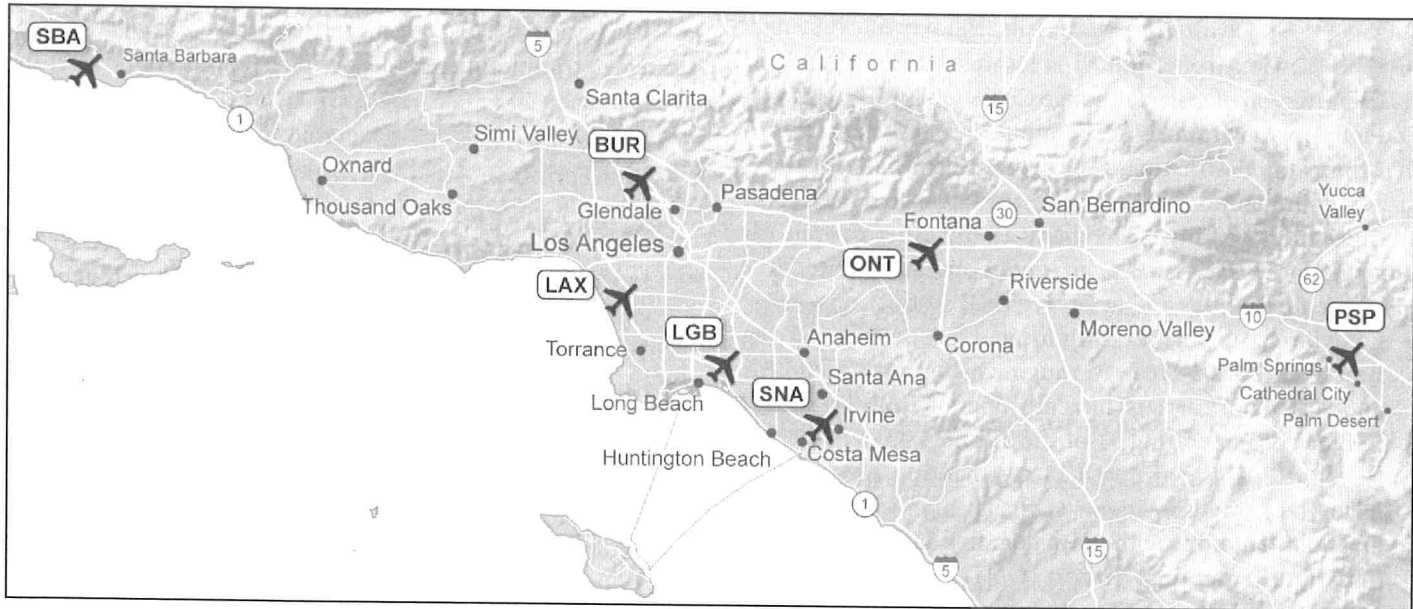 SBA
Santa Barbara
5
California
Santa Clarita
15
1
Simi Valley
BUR
Oxnard
Thousand Oaks
Glendale
Pasadena
Los Angeles
Fontana
30
San Bernardino
Yucca
Valley
ONT
LAX
62
Riverside
LGB
10
PSP
Moreno Valley
Anaheim
Corona
Torrance
Palm Springs
Santa Ana
Cathedral City
SNA
Long Beach
Irvine
Palm Desert
Costa Mesa
Huntington Beach
1
15
5